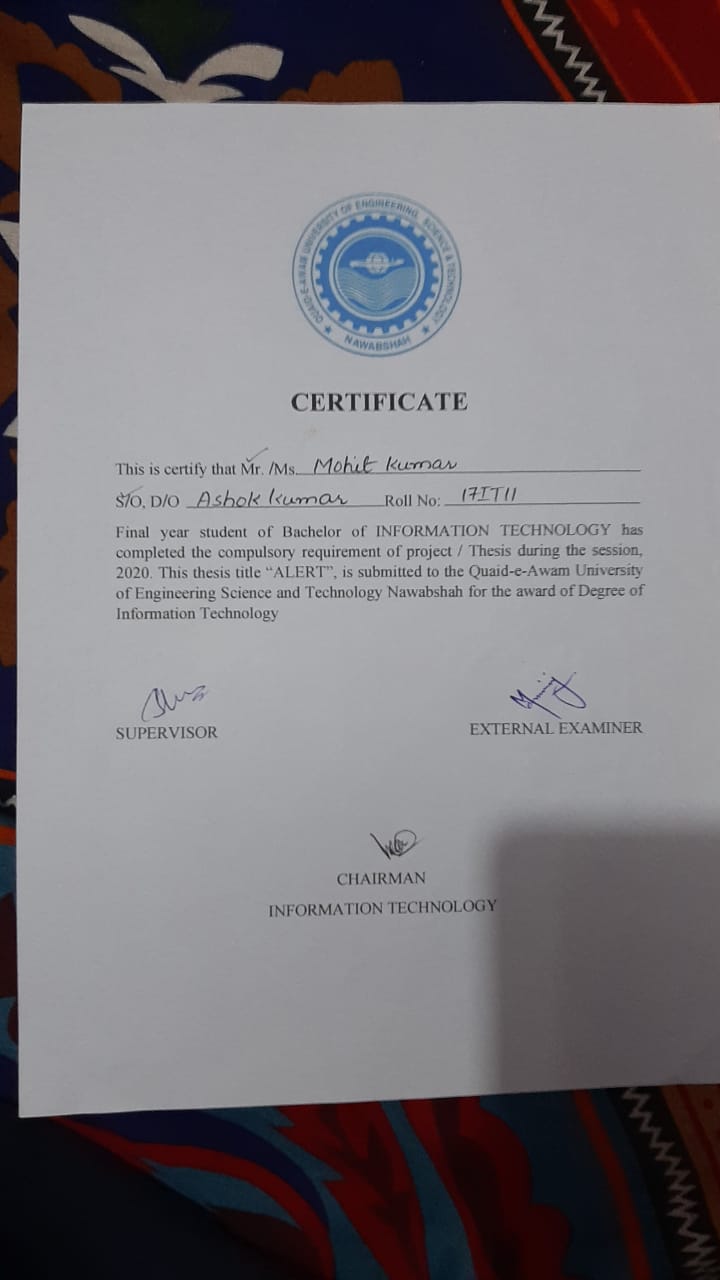 QUAID-E-AWAM UNIVERSITY OF ENGINEERING, SCIENCE & TECHNOLOGY
NAWABSHAH
CERTIFICATE
This is certify that Mr. /Ms. Mohit Kumar
S/O, D/O Ashok Kumar Roll No: 17IT11
Final year student of Bachelor of INFORMATION TECHNOLOGY has
completed the compulsory requirement of project / Thesis during the session,
2020. This thesis title “ALERT”, is submitted to the Quaid-e-Awam University
of Engineering Science and Technology Nawabshah for the award of Degree of
Information Technology
SUPERVISOR
EXTERNAL EXAMINER
CHAIRMAN
INFORMATION TECHNOLOGY